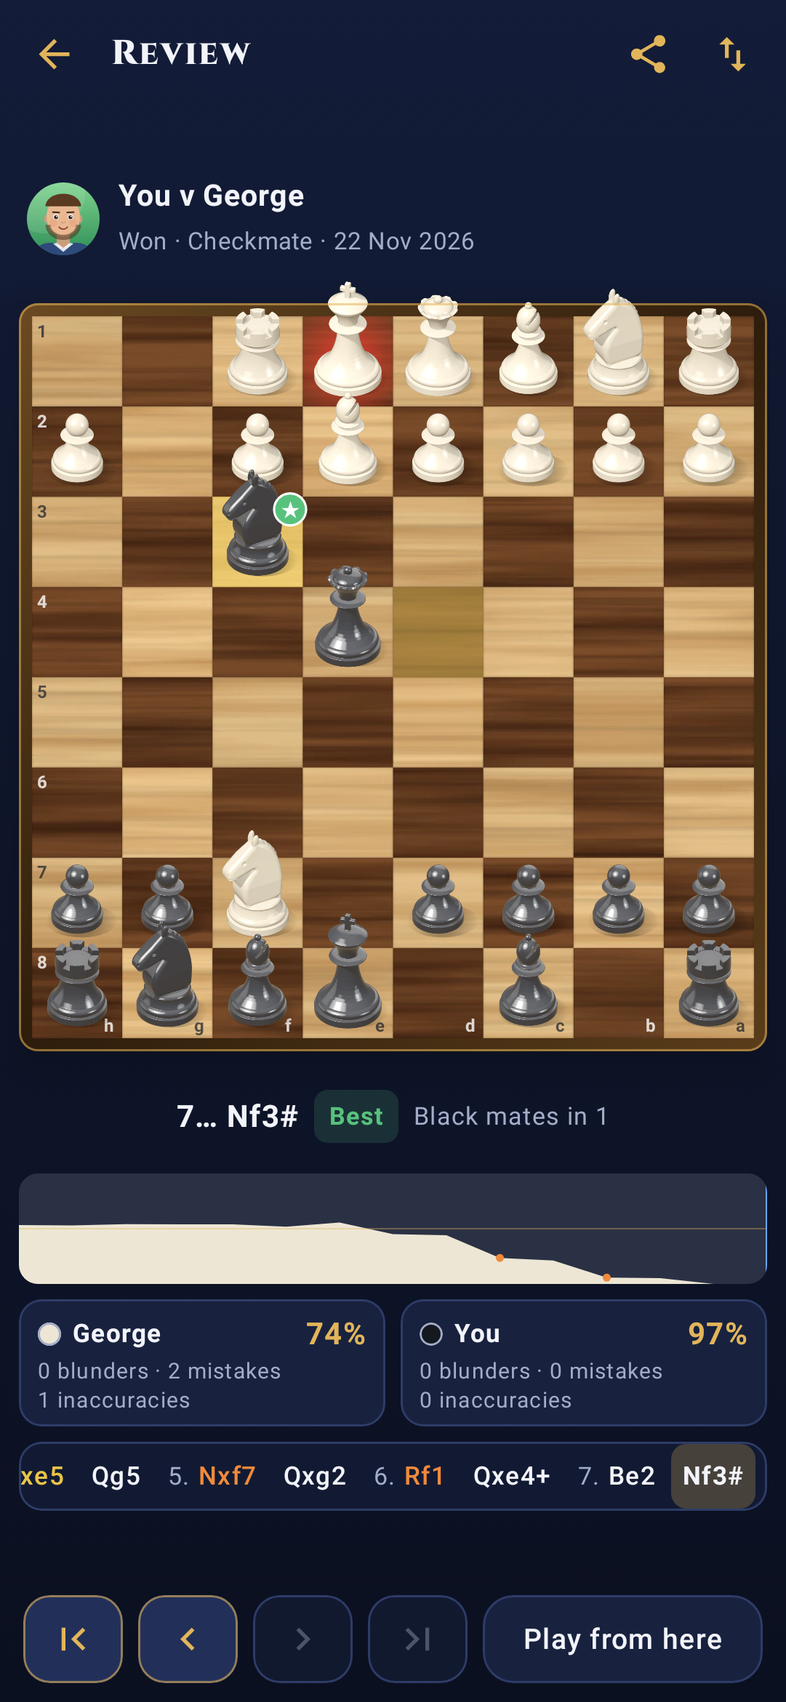 Review
You v George
Won · Checkmate · 22 Nov 2026
1
2
3
4
5
6
7
8
h g f e d c b a
7… Nf3# Best Black mates in 1
George 74%
0 blunders · 2 mistakes
1 inaccuracies
You 97%
0 blunders · 0 mistakes
0 inaccuracies
xe5 Qg5 5. Nxf7 Qxg2 6. Rf1 Qxe4+ 7. Be2 Nf3#
Play from here